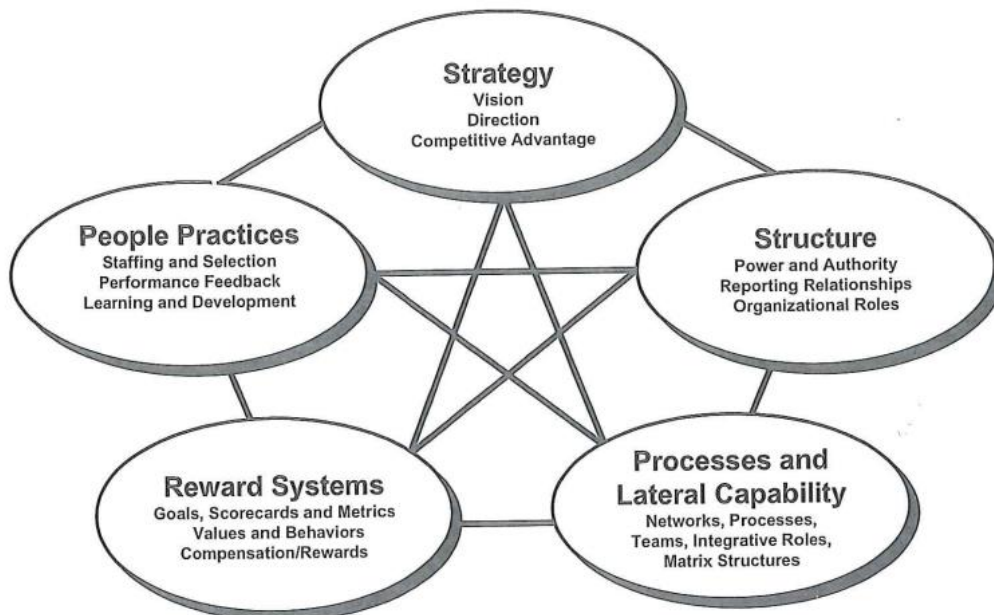 Strategy
Vision
Direction
Competitive Advantage
People Practices
Staffing and Selection
Performance Feedback
Learning and Development
Structure
Power and Authority
Reporting Relationships
Organizational Roles
Reward Systems
Goals, Scorecards and Metrics
Values and Behaviors
Compensation/Rewards
Processes and
Lateral Capability
Networks, Processes,
Teams, Integrative Roles,
Matrix Structures